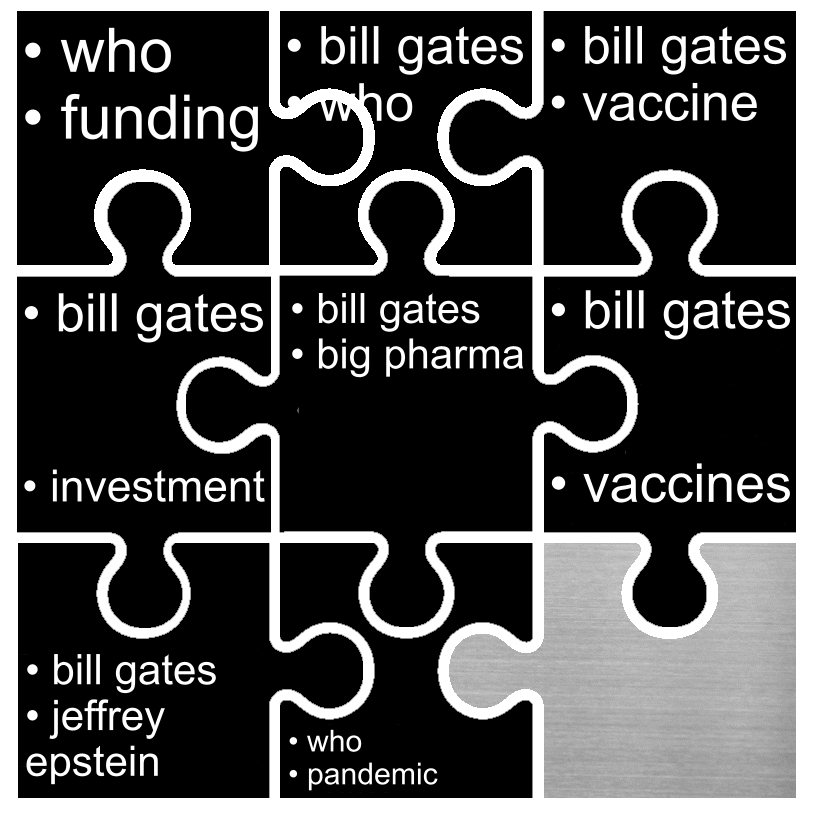 • who
• funding
• bill gates
• who
• bill gates
• vaccine
• bill gates
• investment
• bill gates
• big pharma
• bill gates
• vaccines
• bill gates
• jeffrey
epstein
• who
• pandemic